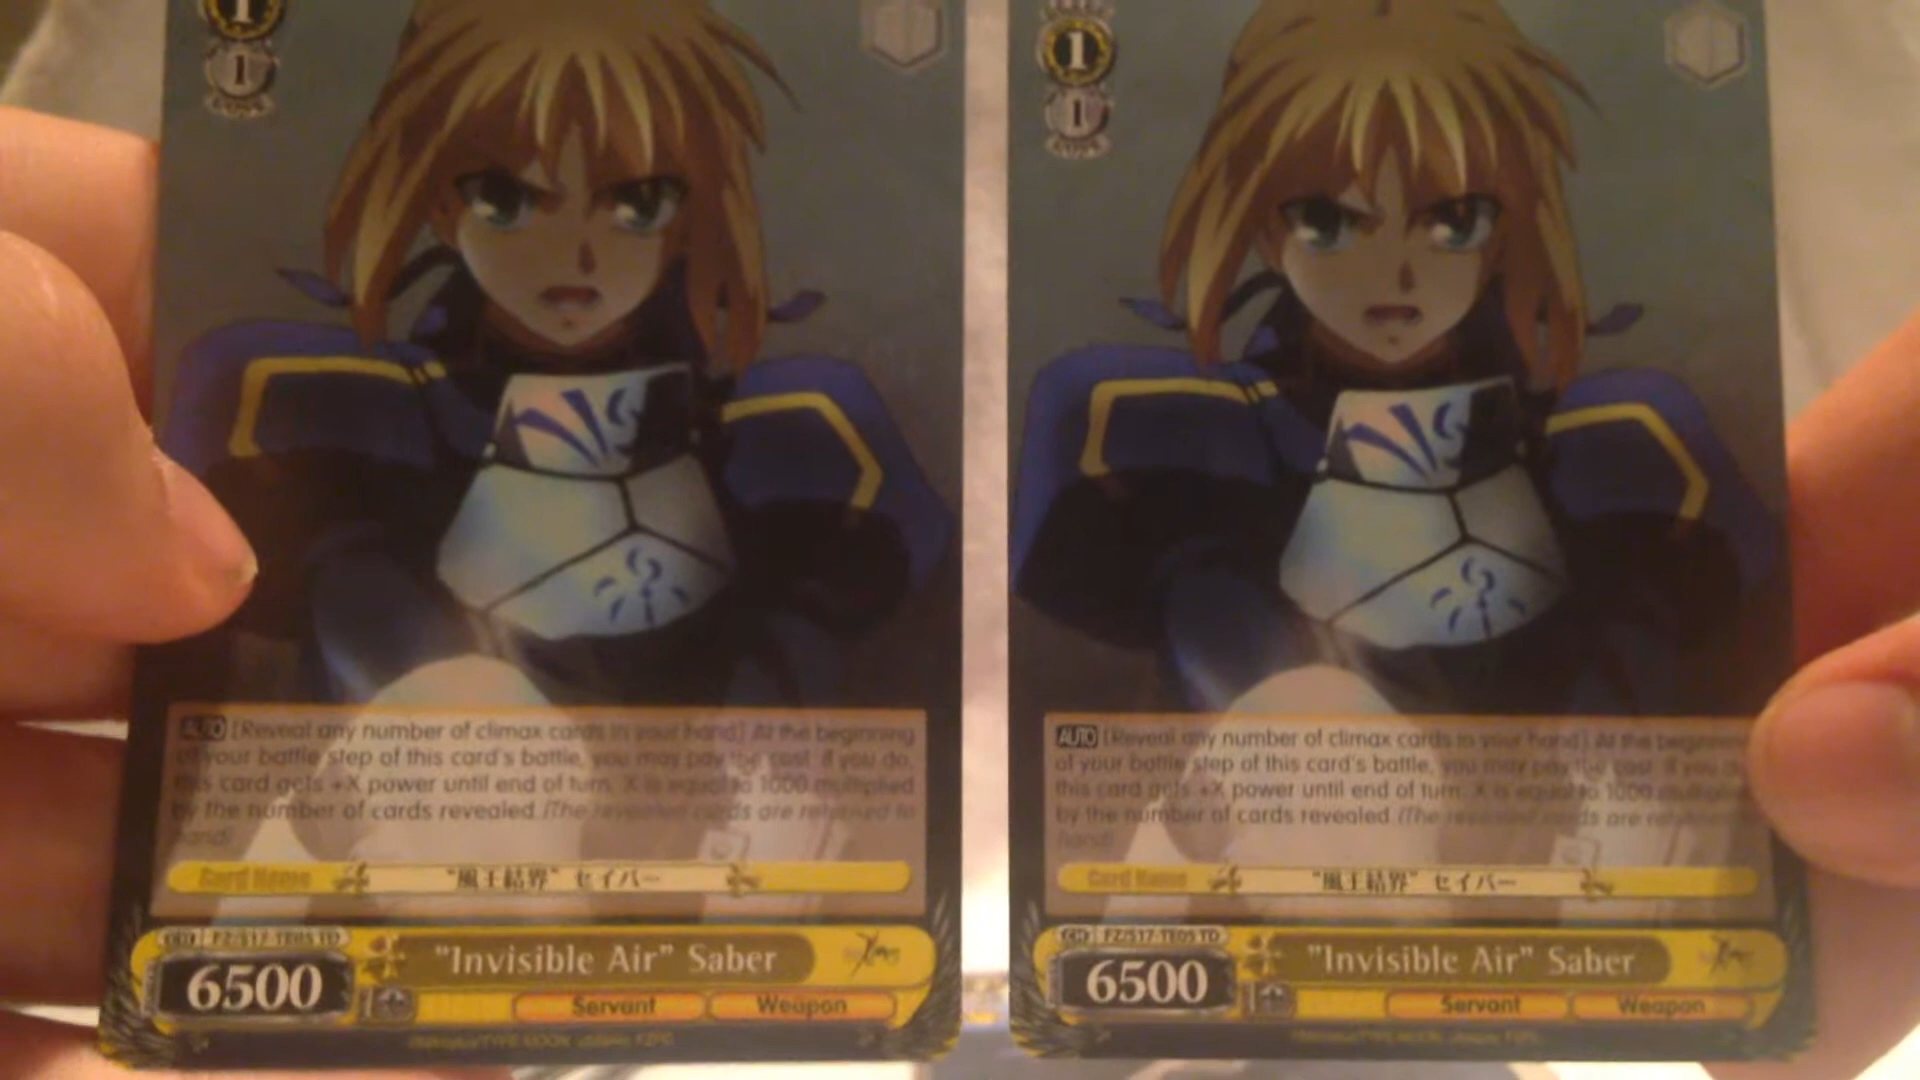 1
1
AUTO [Reveal any number of climax cards in your hand] At the beginning
of your battle step of this card's battle, you may pay the cost. If you do,
this card gets +X power until end of turn. X is equal to 1000 multiplied
by the number of cards revealed. (The revealed cards are returned to
hand)
Card Name
"風王結界" セイバー
CH FZ/S17-TE05 TD
"Invisible Air" Saber
6500
1
Servant
Weapon
1
1
AUTO [Reveal any number of climax cards in your hand] At the beginning
of your battle step of this card's battle, you may pay the cost. If you do
this card gets +X power until end of turn. X is equal to 1000 multiplied
by the number of cards revealed. (The revealed cards are returned
hand)
Card Name
"風王結界" セイバー
CH FZ/S17-TE05 TD
"Invisible Air" Saber
6500
1
Servant
Weapon